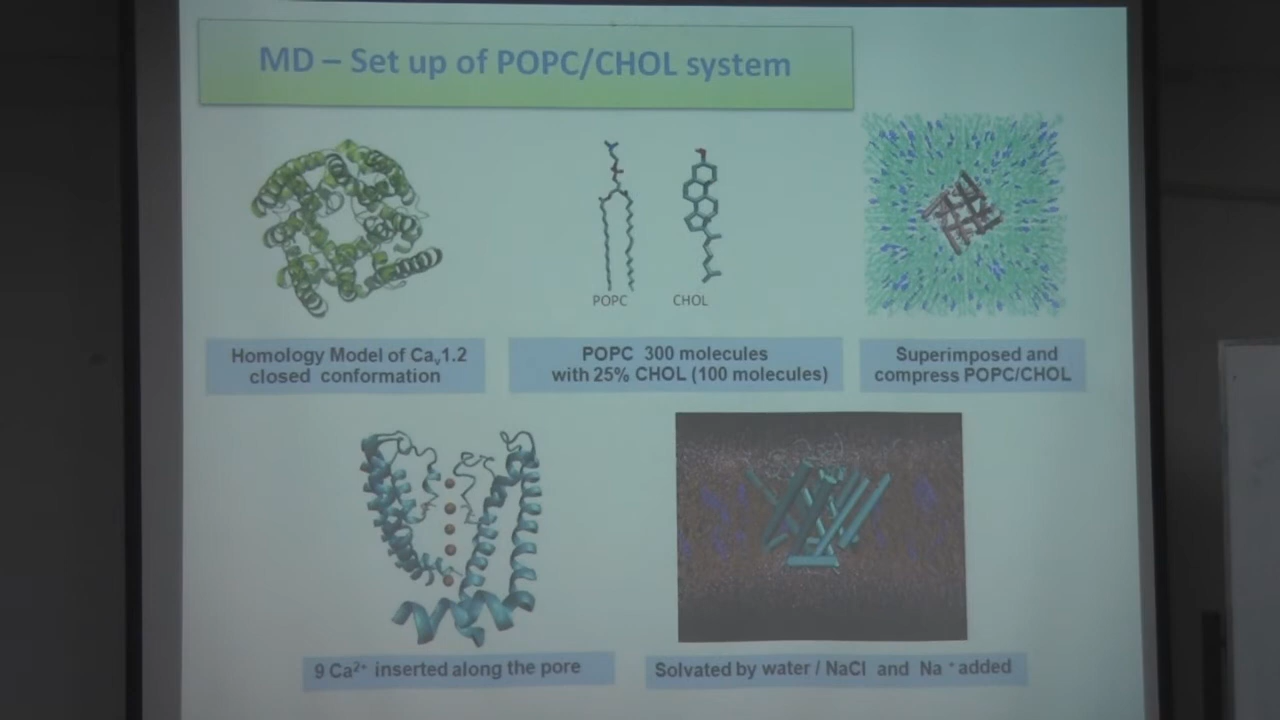 MD – Set up of POPC/CHOL system
POPC
CHOL
Homology Model of Caᵥ1.2
closed conformation
POPC 300 molecules
with 25% CHOL (100 molecules)
Superimposed and
compress POPC/CHOL
9 Ca²⁺ inserted along the pore
Solvated by water / NaCl and Na ⁺ added